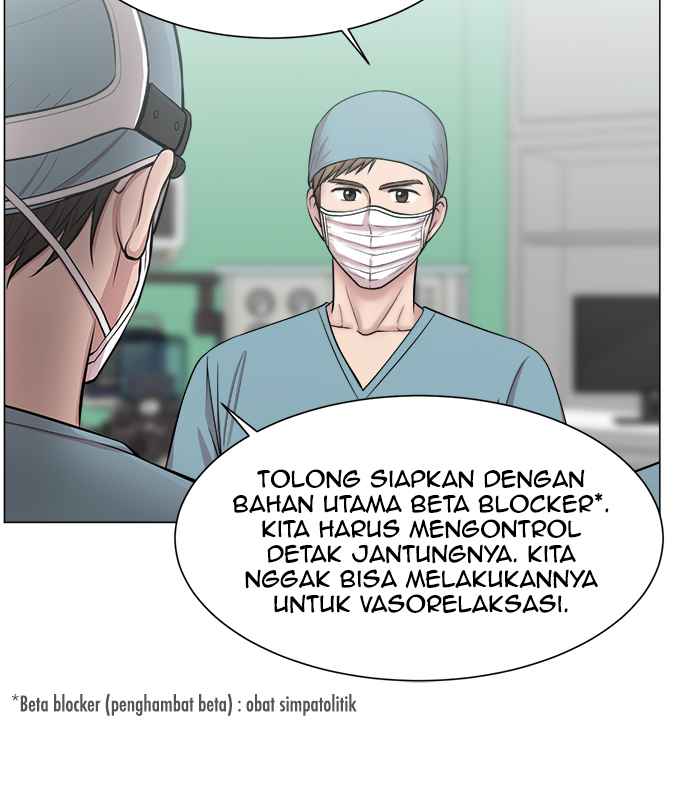 TOLONG SIAPKAN DENGAN
BAHAN UTAMA BETA BLOCKER*.
KITA HARUS MENGONTROL
DETAK JANTUNGNYA. KITA
NGGAK BISA MELAKUKANNYA
UNTUK VASORELAKSASI.
*Beta blocker (penghambat beta) : obat simpatolitik